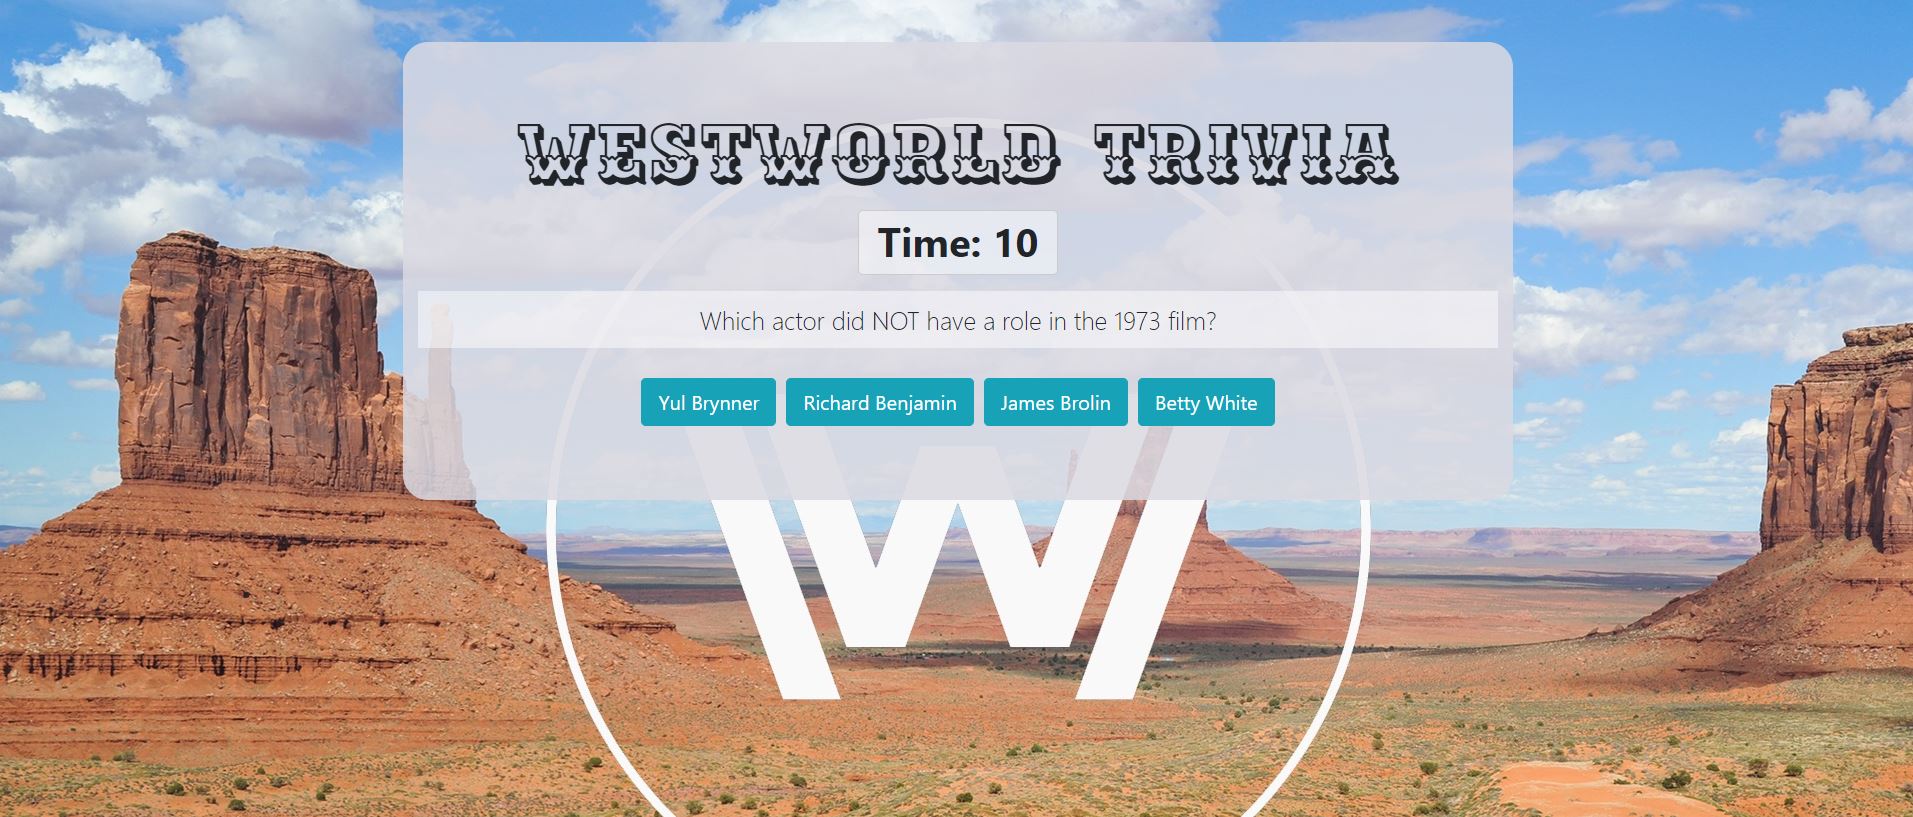 WESTWORLD TRIVIA
Time: 10
Which actor did NOT have a role in the 1973 film?
Yul Brynner Richard Benjamin James Brolin Betty White
W